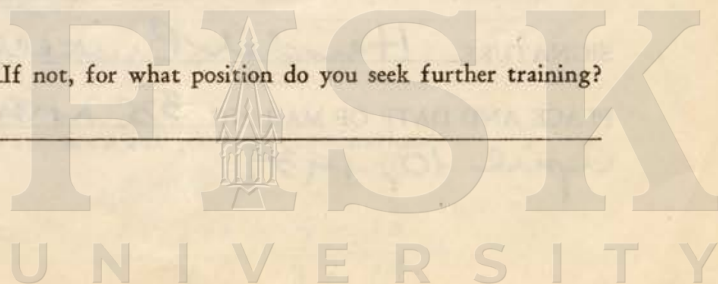 If not, for what position do you seek further training?
FISK
UNIVERSITY